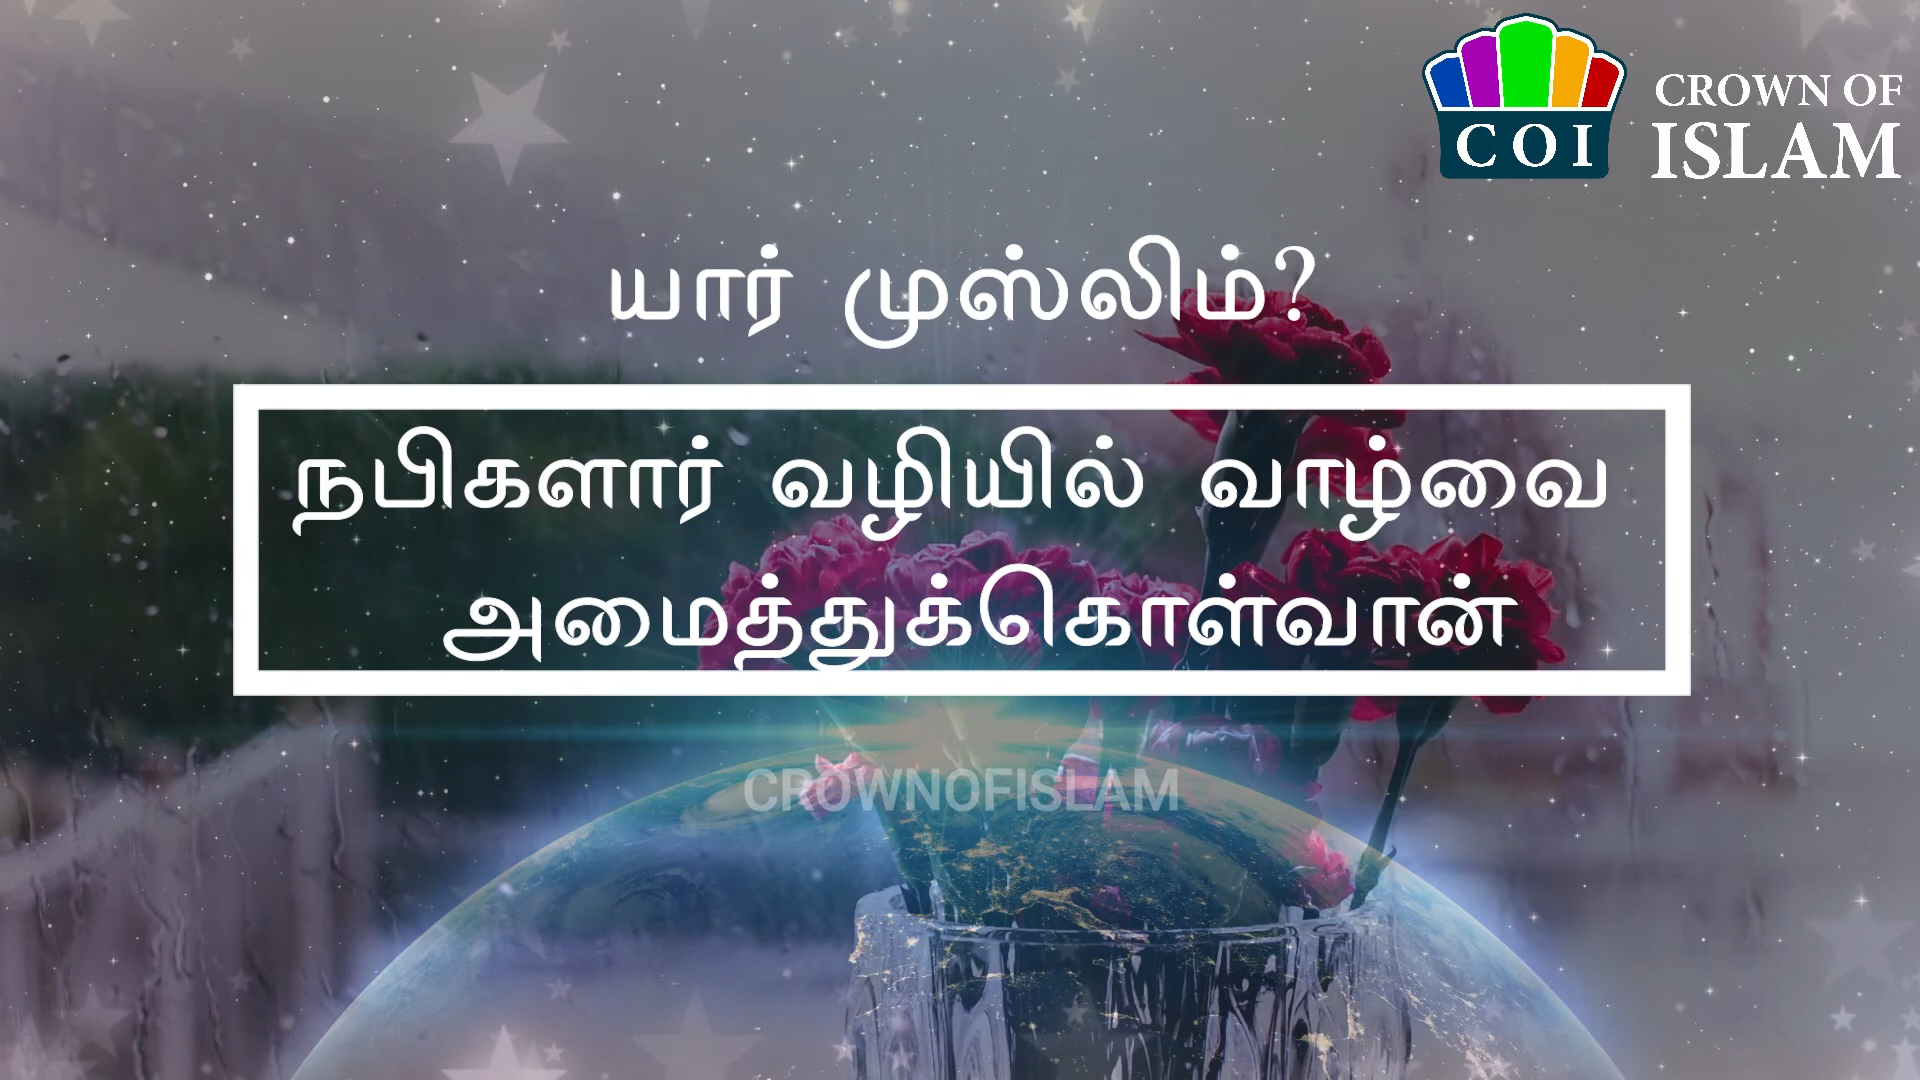 COI
CROWN OF
ISLAM
யார் முஸ்லிம்?
நபிகளார் வழியில் வாழ்வை
அமைத்துக்கொள்வான்
CROWNOFISLAM